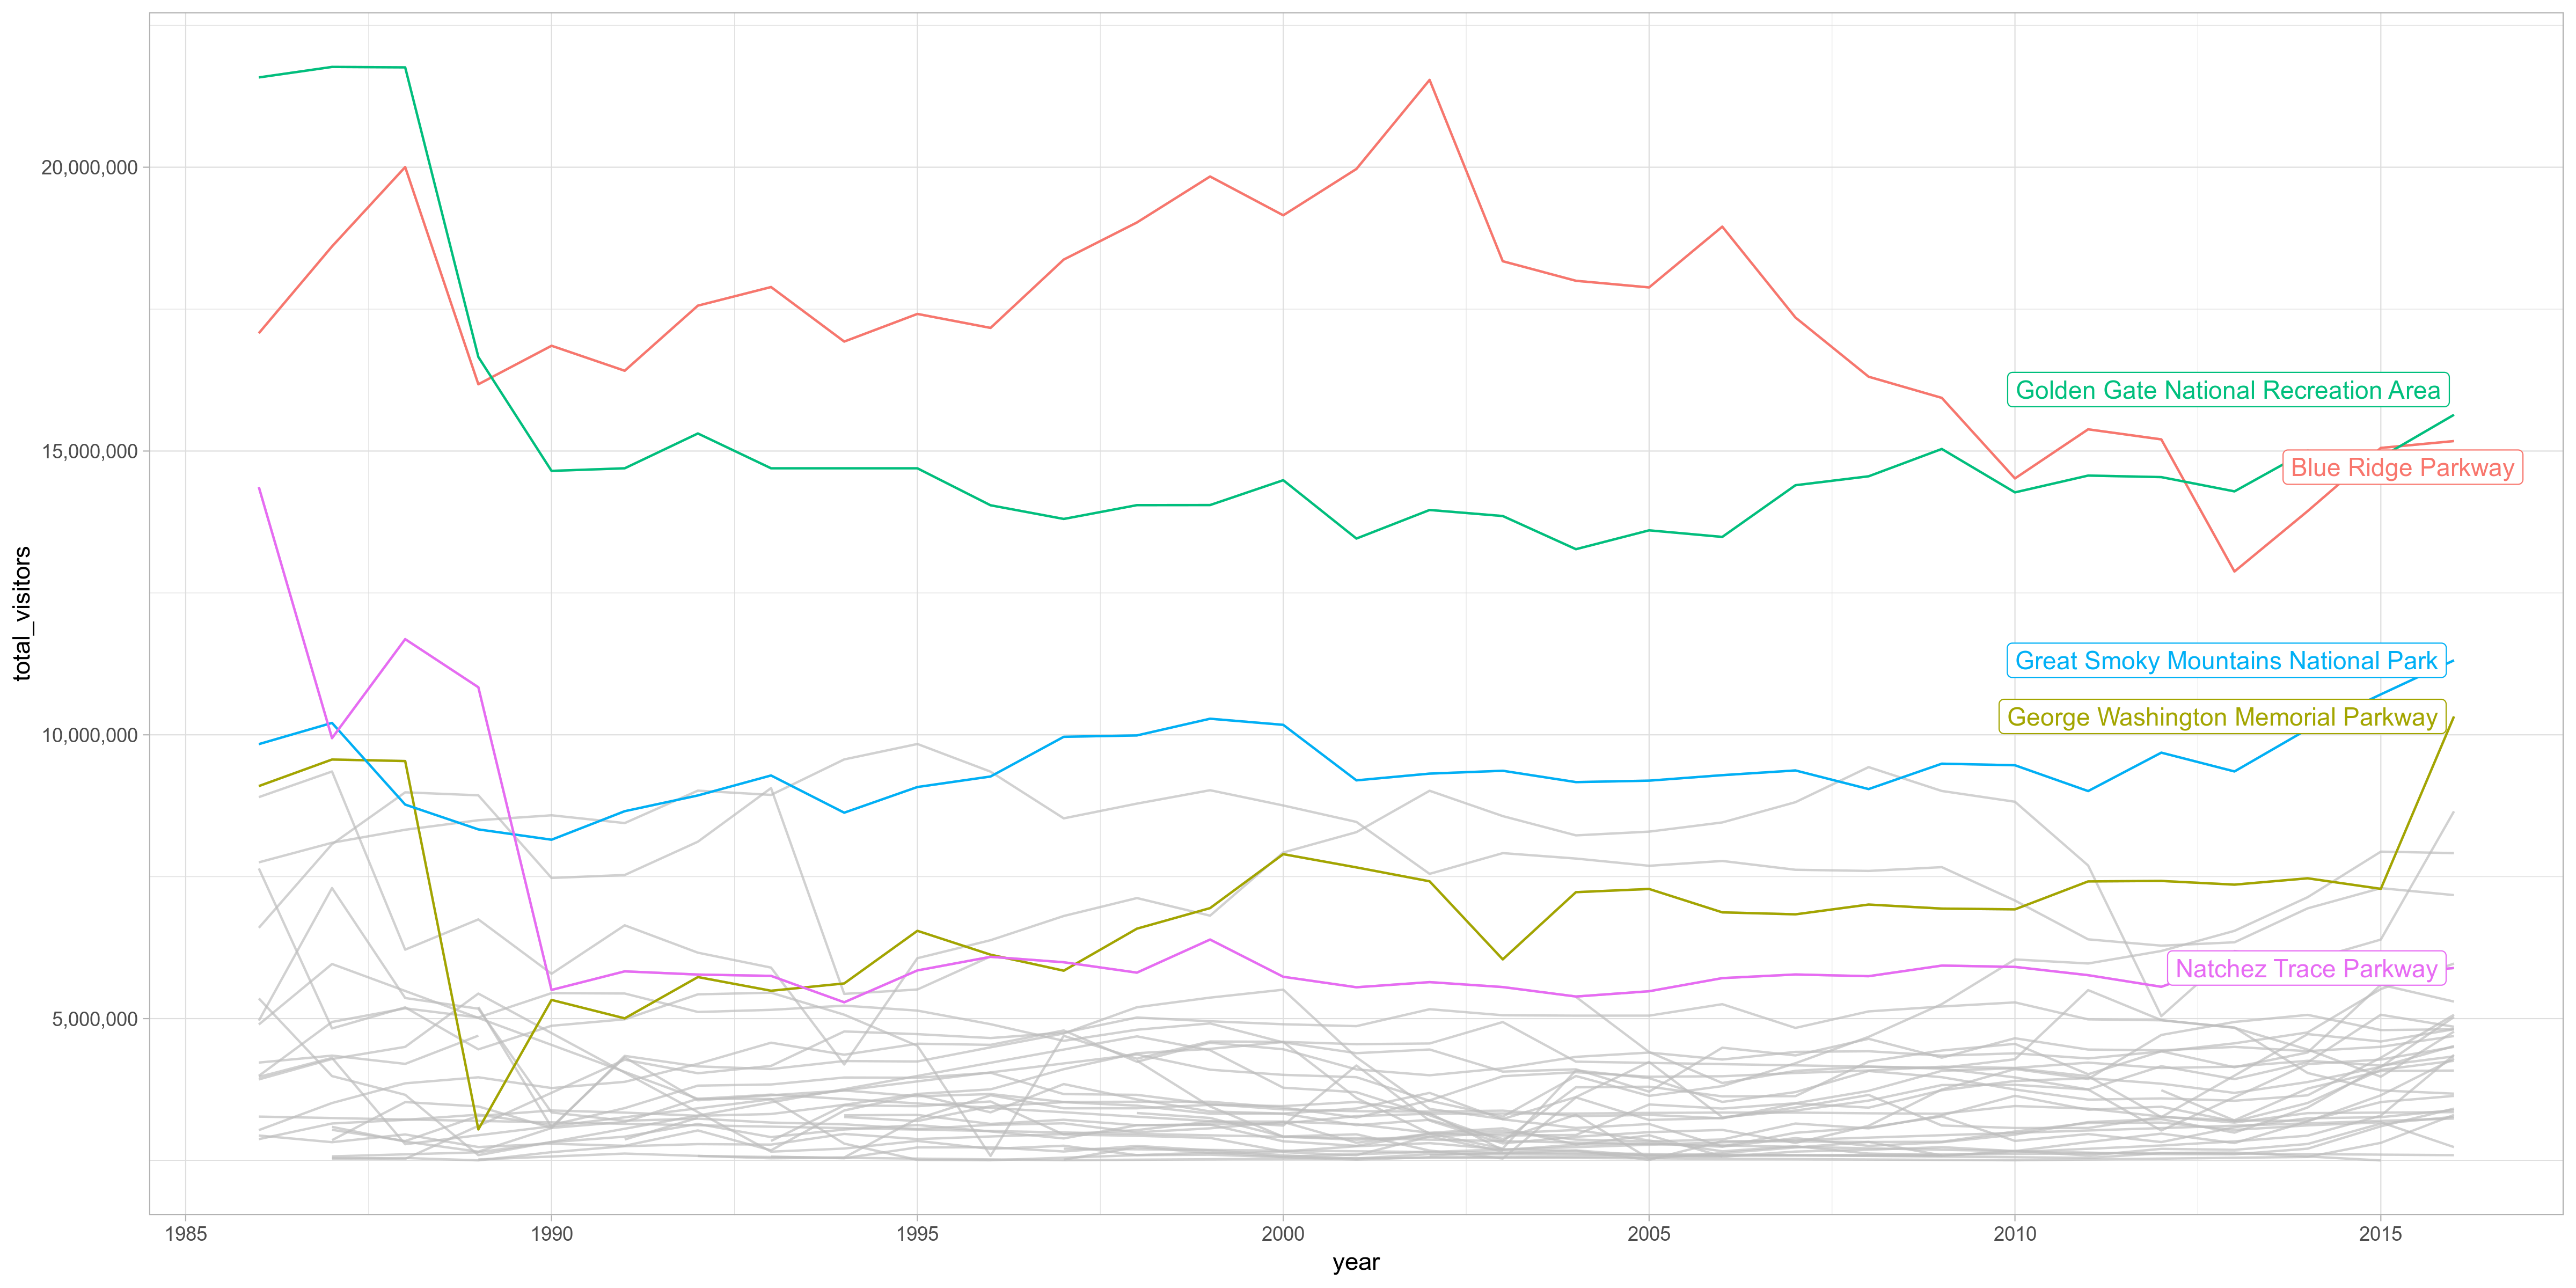 20,000,000
15,000,000
10,000,000
5,000,000
total_visitors
Golden Gate National Recreation Area
Blue Ridge Parkway
Great Smoky Mountains National Park
George Washington Memorial Parkway
Natchez Trace Parkway
1985 1990 1995 2000 2005 2010 2015
year